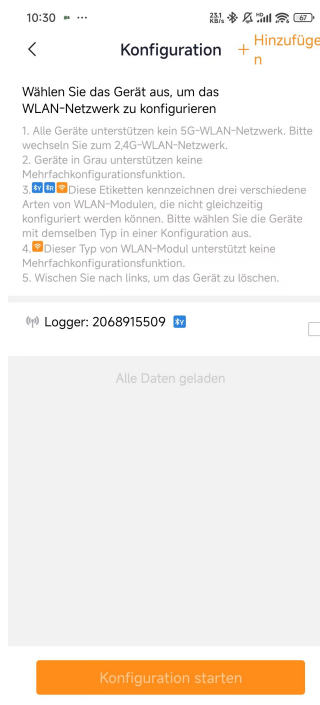 10:30 ··· 23.1 KB/s HD 67
Konfiguration
+ Hinzufüge
n
Wählen Sie das Gerät aus, um das
WLAN-Netzwerk zu konfigurieren
1. Alle Geräte unterstützen kein 5G-WLAN-Netzwerk. Bitte
wechseln Sie zum 2,4G-WLAN-Netzwerk.
2. Geräte in Grau unterstützen keine
Mehrfachkonfigurationsfunktion.
3. Y R Diese Etiketten kennzeichnen drei verschiedene
Arten von WLAN-Modulen, die nicht gleichzeitig
konfiguriert werden können. Bitte wählen Sie die Geräte
mit demselben Typ in einer Konfiguration aus.
4. Dieser Typ von WLAN-Modul unterstützt keine
Mehrfachkonfigurationsfunktion.
5. Wischen Sie nach links, um das Gerät zu löschen.
Logger: 2068915509 Y
Alle Daten geladen
Konfiguration starten